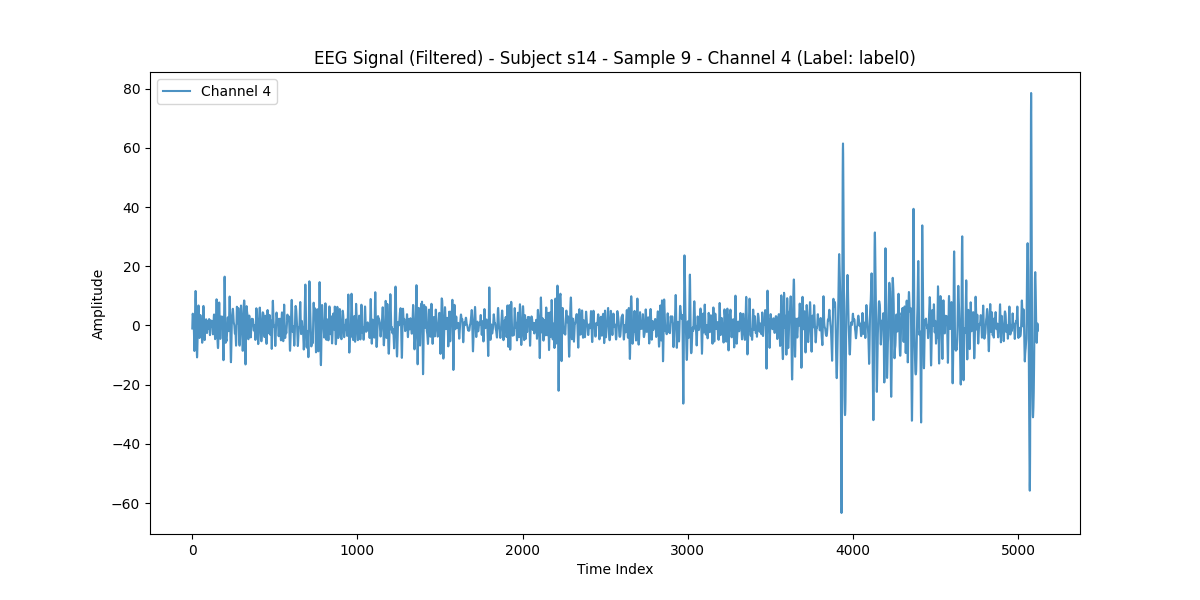 EEG Signal (Filtered) - Subject s14 - Sample 9 - Channel 4 (Label: label0)
Channel 4
80
60
40
20
0
−20
−40
−60
Amplitude
0 1000 2000 3000 4000 5000
Time Index